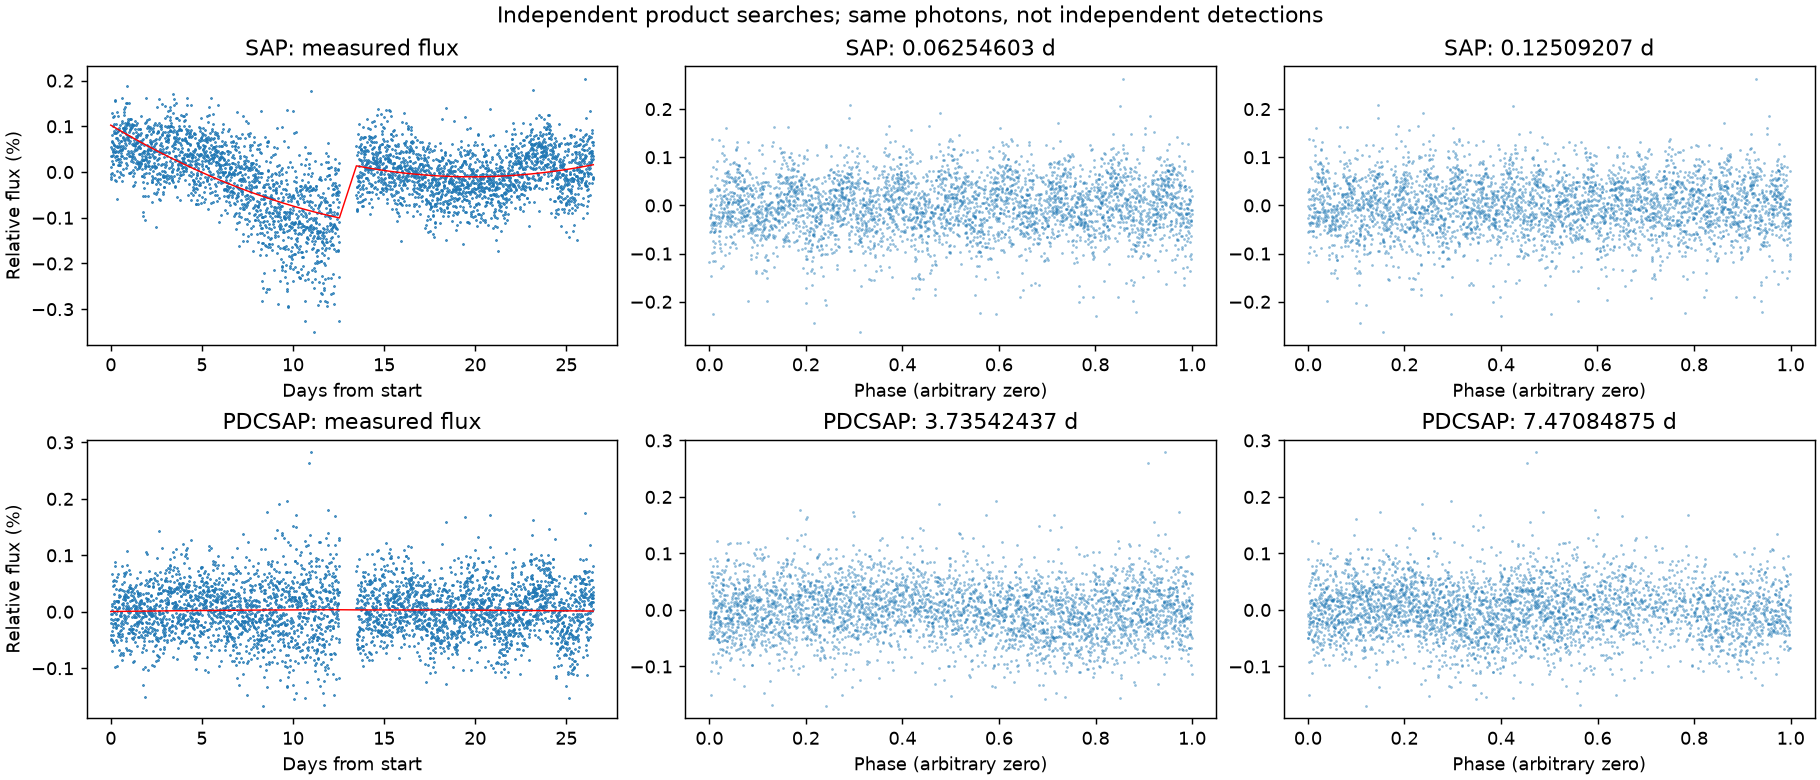 Independent product searches; same photons, not independent detections
SAP: measured flux
SAP: 0.06254603 d
SAP: 0.12509207 d
Relative flux (%)
0.2
0.1
0.0
−0.1
−0.2
−0.3
0 5 10 15 20 25
Days from start
0.2
0.1
0.0
−0.1
−0.2
0.0 0.2 0.4 0.6 0.8 1.0
Phase (arbitrary zero)
0.2
0.1
0.0
−0.1
−0.2
0.0 0.2 0.4 0.6 0.8 1.0
Phase (arbitrary zero)
PDCSAP: measured flux
PDCSAP: 3.73542437 d
PDCSAP: 7.47084875 d
Relative flux (%)
0.3
0.2
0.1
0.0
−0.1
0 5 10 15 20 25
Days from start
0.3
0.2
0.1
0.0
−0.1
0.0 0.2 0.4 0.6 0.8 1.0
Phase (arbitrary zero)
0.3
0.2
0.1
0.0
−0.1
0.0 0.2 0.4 0.6 0.8 1.0
Phase (arbitrary zero)